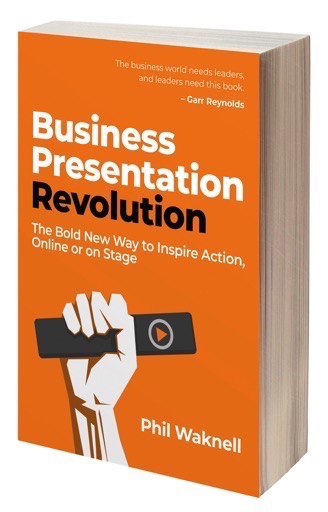 The business world needs leaders,
and leaders need this book.
– Garr Reynolds
Business
Presentation
Revolution
The Bold New Way to Inspire Action,
Online or on Stage
Phil Waknell